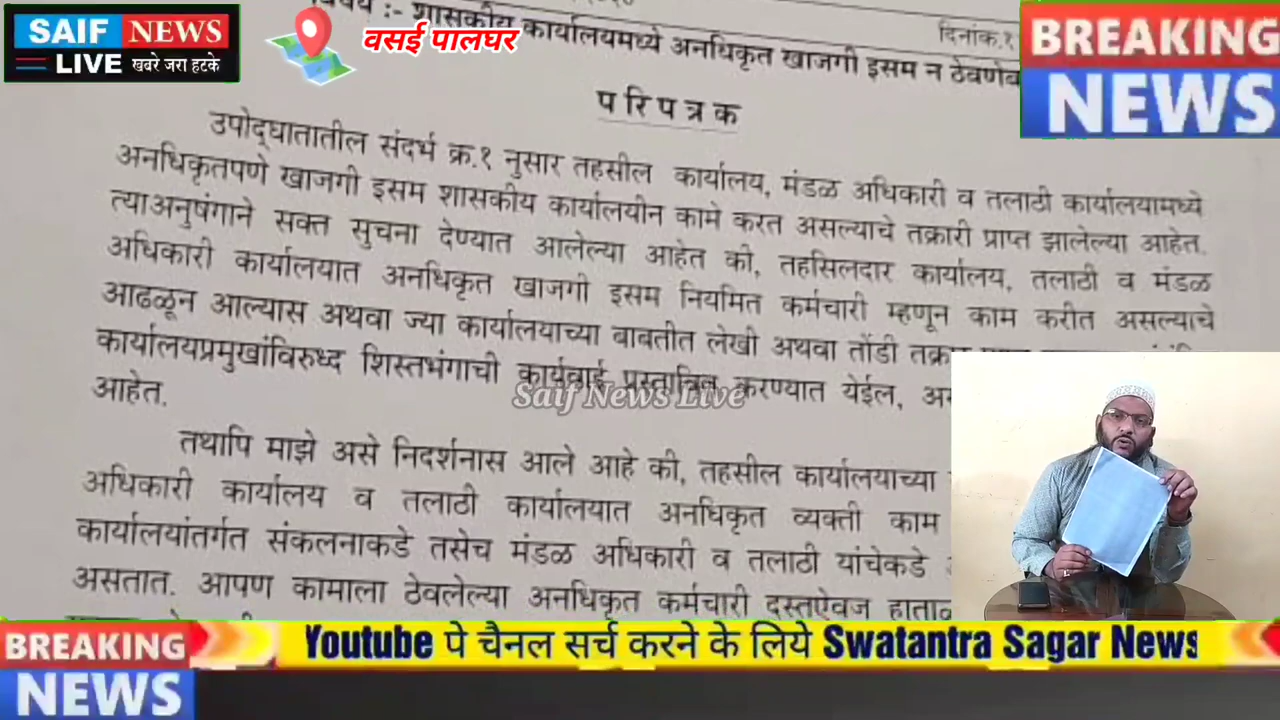 SAIF NEWS
LIVE खबरे जरा हटके
वसई पालघर
BREAKING
NEWS
विषय :- शासकीय कार्यालयमध्ये अनधिकृत खाजगी इसम न
दिनांक.१
परिपत्रक
उपोद्घातातील संदर्भ क्र.१ नुसार तहसील कार्यालय, मंडळ अधिकारी व तलाठी कार्यालयामध्ये
अनधिकृतपणे खाजगी इसम शासकीय कार्यालयीन कामे करत असल्याचे तक्रारी प्राप्त झालेल्या आहेत.
त्याअनुषंगाने सक्त सुचना देण्यात आलेल्या आहेत की, तहसिलदार कार्यालय, तलाठी व मंडळ
अधिकारी कार्यालयात अनधिकृत खाजगी इसम नियमित कर्मचारी म्हणून काम करीत असल्याचे
आढळून आल्यास अथवा ज्या कार्यालयाच्या बाबतीत लेखी अथवा तोंडी
कार्यालयप्रमुखांविरुध्द शिस्तभंगाची कार्यवाई प्रस्तावित करण्यात येईल,
आहेत.
Saif News Live
तथापि माझे असे निदर्शनास आले आहे की, तहसील कार्यालयाच्या
अधिकारी कार्यालय व तलाठी कार्यालयात अनधिकृत व्यक्ती काम
कार्यालयांतर्गत संकलनाकडे तसेच मंडळ अधिकारी व तलाठी यांचेकडे
असतात. आपण कामाला ठेवलेल्या अनधिकृत कर्मचारी दस्तऐवज
BREAKING
NEWS
Youtube पे चैनल सर्च करने के लिये Swatantra Sagar News